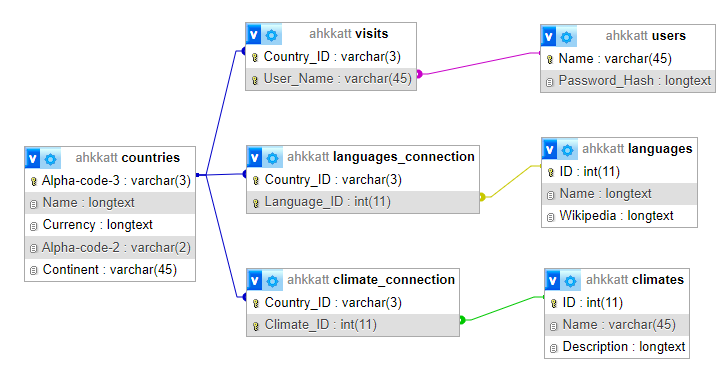 ahkkatt visits
Country_ID : varchar(3)
User_Name : varchar(45)
ahkkatt users
Name : varchar(45)
Password_Hash : longtext
ahkkatt countries
Alpha-code-3 : varchar(3)
Name : longtext
Currency : longtext
Alpha-code-2 : varchar(2)
Continent : varchar(45)
ahkkatt languages_connection
Country_ID : varchar(3)
Language_ID : int(11)
ahkkatt languages
ID : int(11)
Name : longtext
Wikipedia : longtext
ahkkatt climate_connection
Country_ID : varchar(3)
Climate_ID : int(11)
ahkkatt climates
ID : int(11)
Name : varchar(45)
Description : longtext